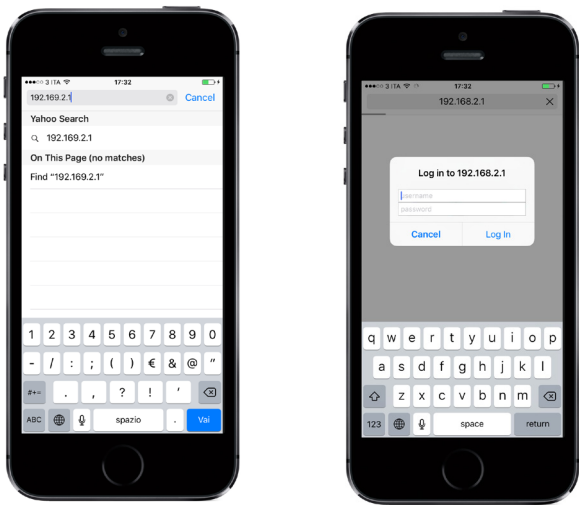 3 ITA 17:32
192.169.2.1 Cancel
Yahoo Search
192.169.2.1
On This Page (no matches)
Find "192.169.2.1"
1 2 3 4 5 6 7 8 9 0
- / : ; ( ) € & @ "
#+= . , ? ! '
ABC spazio . Vai
3 ITA 17:32
192.168.2.1
Log in to 192.168.2.1
username
password
Cancel Log In
q w e r t y u i o p
a s d f g h j k l
z x c v b n m
123 space return